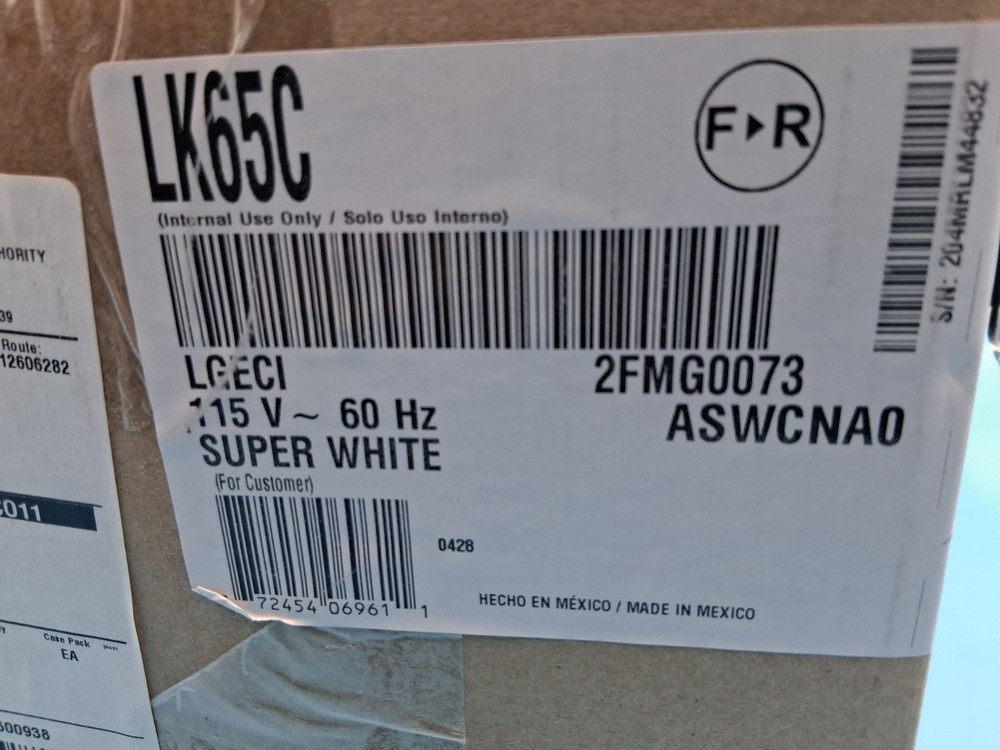 LK65C
F▶R
(Internal Use Only / Solo Uso Interno)
LGECI
2FMG0073
115 V ~ 60 Hz
ASWCNA0
SUPER WHITE
(For Customer)
0428
72454 06961 1
HECHO EN MÉXICO / MADE IN MEXICO
S/N: 204MRLM44832
HORITY
39
Route:
12606282
C011
Case Pack
EA
500938